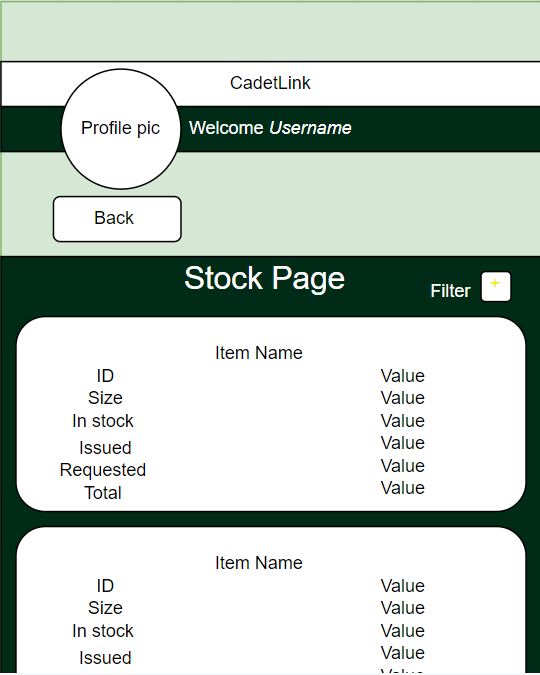 CadetLink
Profile pic
Welcome Username
Back
Stock Page
Filter +
Item Name
ID Value
Size Value
In stock Value
Issued Value
Requested Value
Total Value
Item Name
ID Value
Size Value
In stock Value
Issued Value